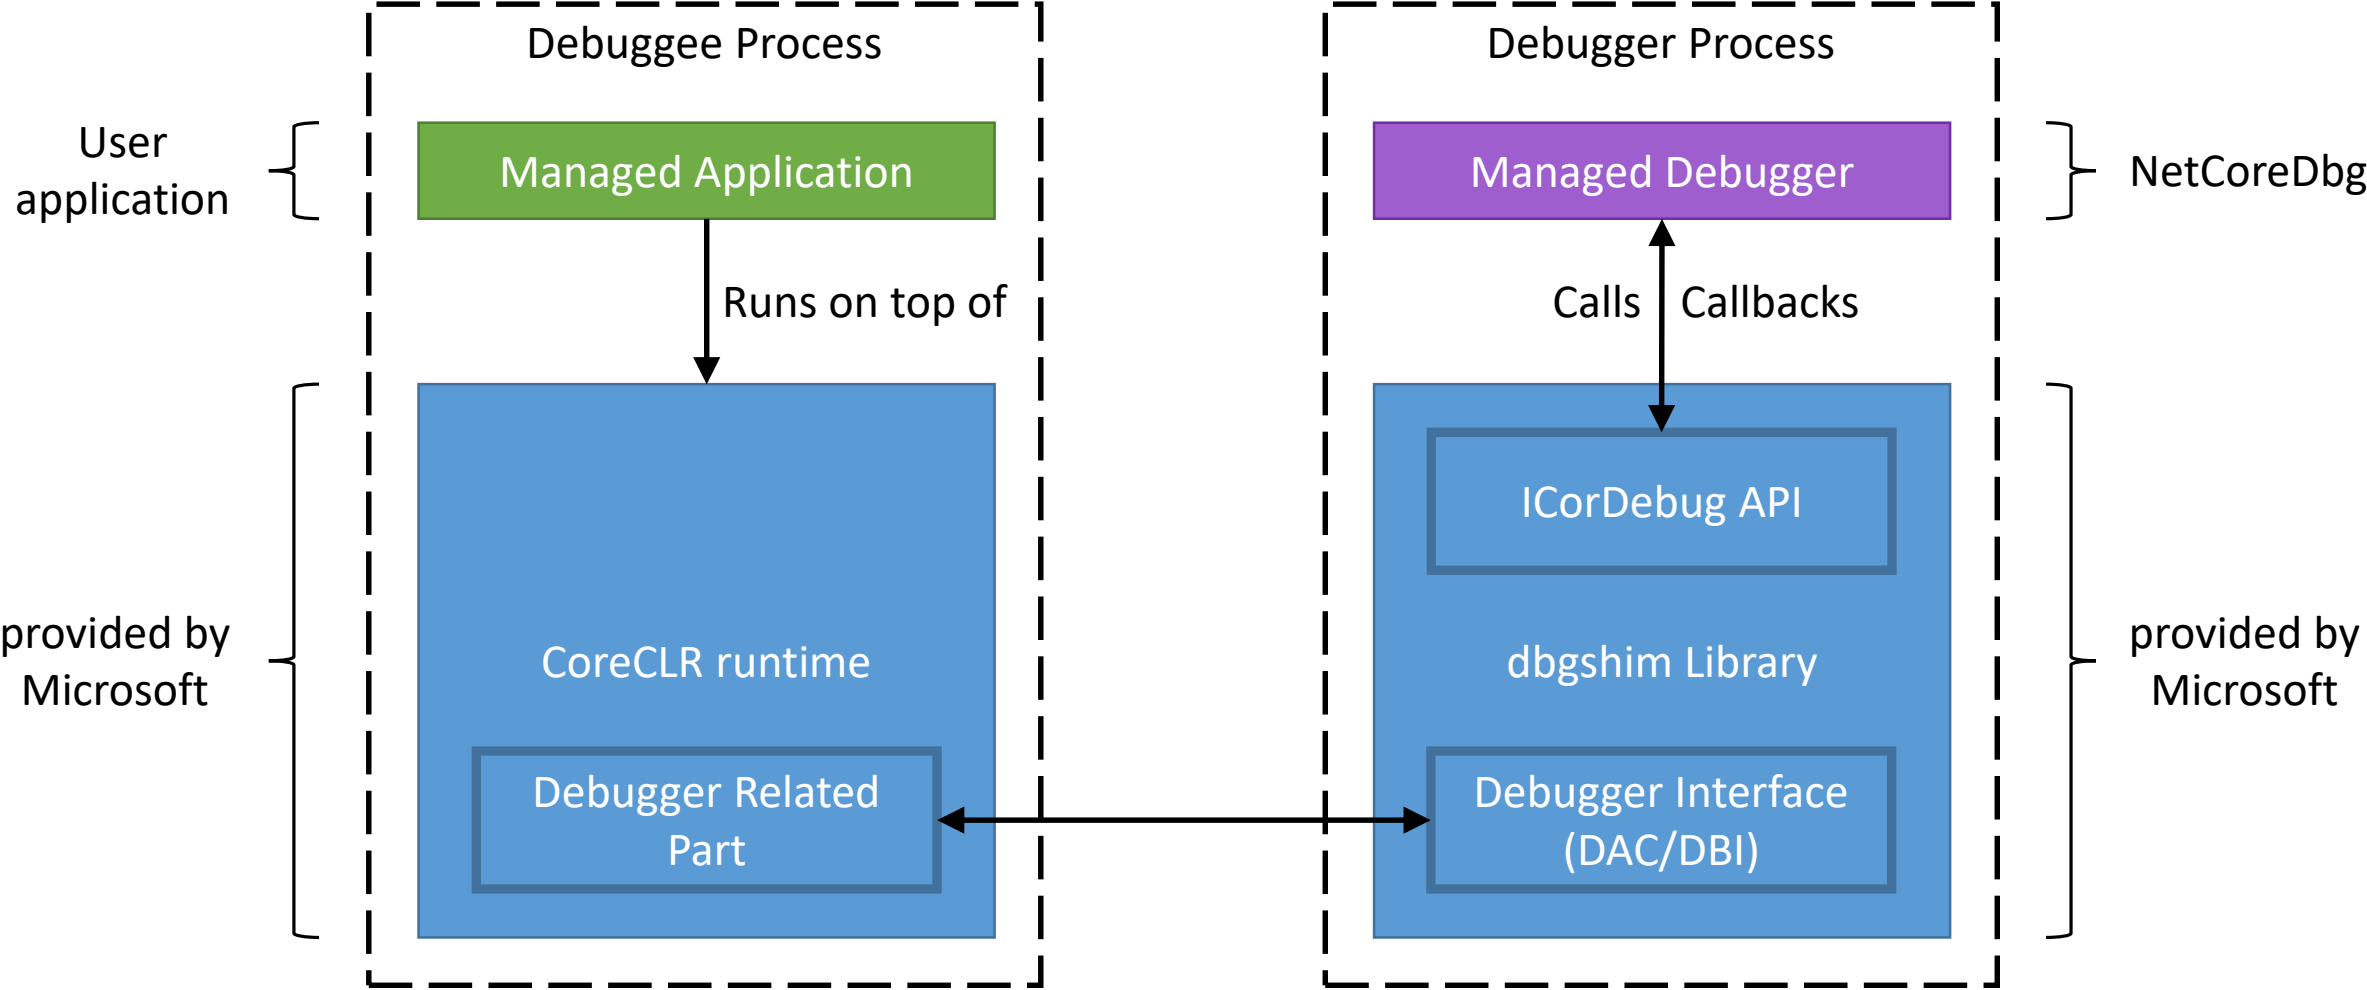 Debuggee Process
Debugger Process
User
application
Managed Application
Managed Debugger
NetCoreDbg
Runs on top of
Calls
Callbacks
ICorDebug API
provided by
Microsoft
CoreCLR runtime
dbgshim Library
provided by
Microsoft
Debugger Related
Part
Debugger Interface
(DAC/DBI)